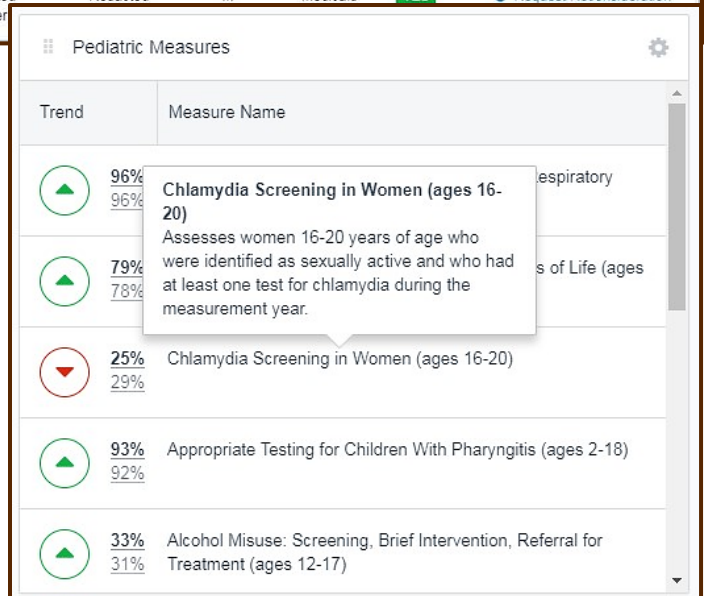 Pediatric Measures
Trend Measure Name
96% espiratory
96%
Chlamydia Screening in Women (ages 16-
20)
Assesses women 16-20 years of age who
were identified as sexually active and who had
at least one test for chlamydia during the
measurement year.
79% s of Life (ages
78%
25% Chlamydia Screening in Women (ages 16-20)
29%
93% Appropriate Testing for Children With Pharyngitis (ages 2-18)
92%
33% Alcohol Misuse: Screening, Brief Intervention, Referral for
31% Treatment (ages 12-17)